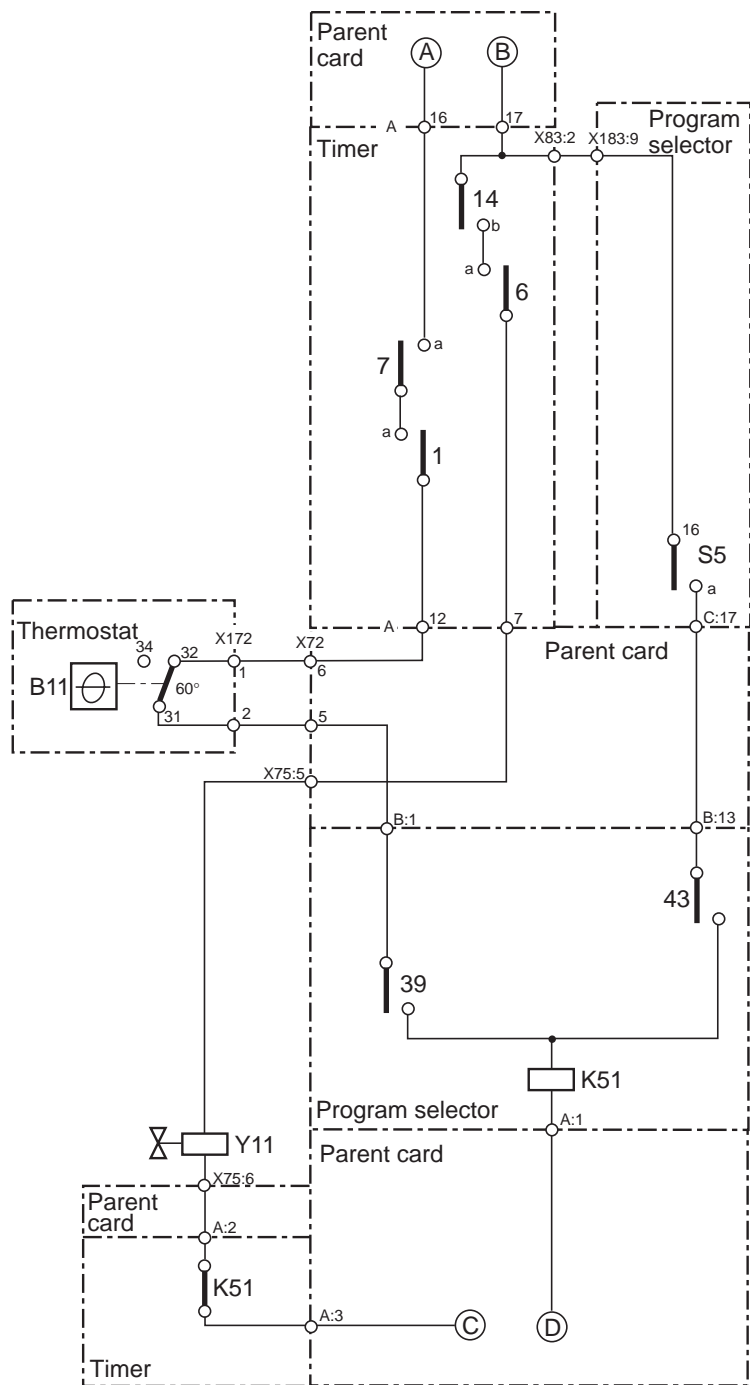 Parent
card
A
B
A
16
17
X83:2
X183:9
Program
selector
Timer
14
b
a
6
a
7
a
1
16
S5
a
A
12
7
C:17
Parent card
Thermostat
34
32
X172
1
X72
6
B11
60°
31
2
5
X75:5
B:1
B:13
43
39
K51
Program selector
A:1
Parent card
Y11
X75:6
Parent
card
A:2
K51
A:3
C
D
Timer